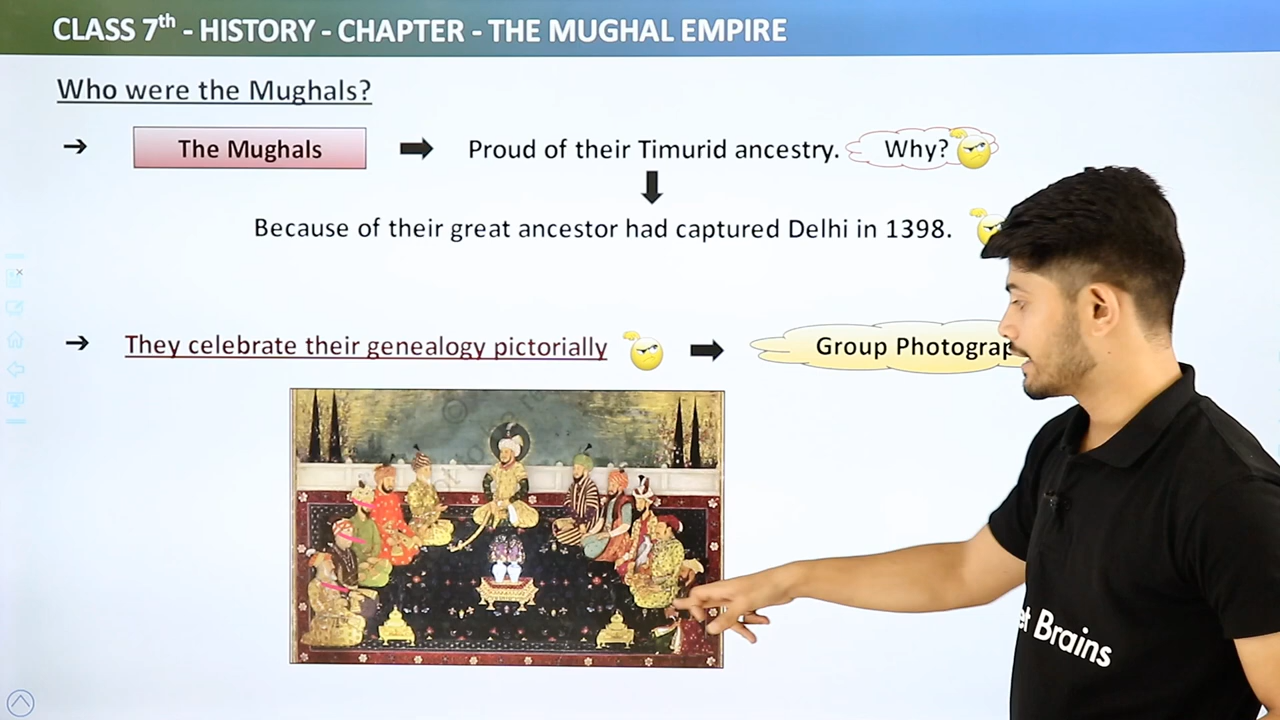 CLASS 7th - HISTORY - CHAPTER - THE MUGHAL EMPIRE
Who were the Mughals?
The Mughals
Proud of their Timurid ancestry.
Why?
Because of their great ancestor had captured Delhi in 1398.
They celebrate their genealogy pictorially
Group Photograp
et Brains